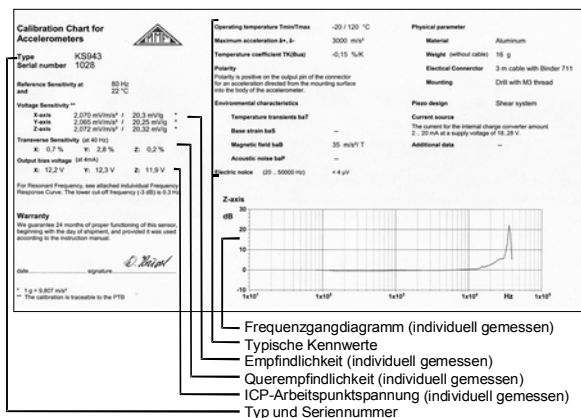 Calibration Chart for
Accelerometers
MMF
Type KS943
Serial number 1028
Reference Sensitivity at 80 Hz
and 22 °C
Voltage Sensitivity **
X-axis 2,070 mV/m/s² / 20,3 mV/g *
Y-axis 2,065 mV/m/s² / 20,25 mV/g *
Z-axis 2,072 mV/m/s² / 20,32 mV/g *
Transverse Sensitivity (at 40 Hz)
X: 0,7 % Y: 2,8 % Z: 0,2 %
Output bias voltage (at 4mA)
X: 12,2 V Y: 12,3 V Z: 11,9 V
For Resonant Frequency, see attached induividual Frequency
Response Curve. The lower cut-off frequency (-3 dB) is 0.3 Hz
Warranty
We guarantee 24 months of proper functioning of this sensor,
beginning with the day of shipment, and provided it was used
according to the instruction manual.
date signature
* 1 g = 9,807 m/s²
** The calibration is traceable to the PTB
Operating temperature Tmin/Tmax -20 / 120 °C
Maximum acceleration â+, â- 3000 m/s²
Temperature coefficient TK(Bua) -0,15 %/K
Polarity
Polarity is positive on the output pin of the connector
for an acceleration directed from the mounting surface
into the body of the accelerometer.
Environmental characteristics
Temperature transients baT
Base strain baS --
Magnetic field baB 35 m/s²/ T
Acoustic noise baP --
Electric noice (20 .. 50000 Hz) < 4 µV
Physical parameter
Material Aluminum
Weight (without cable) 16 g
Electical Connerctor 3 m cable with Binder 711
Mounting Drill with M3 thread
Piezo design Shear system
Current source
The current for the internal charge converter amount
2 .. 20 mA at a supply voltage of 18..28 V.
Additional data --
Z-axis
dB
30
20
10
0
-10
1x10¹ 1x10² 1x10³ 1x10⁴ Hz 1x10⁵
Frequenzgangdiagramm (individuell gemessen)
Typische Kennwerte
Empfindlichkeit (individuell gemessen)
Querempfindlichkeit (individuell gemessen)
ICP-Arbeitspunktspannung (individuell gemessen)
Typ und Seriennummer